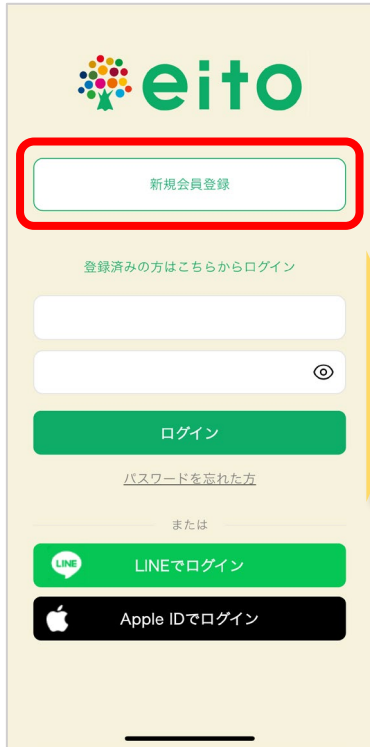 eito
新規会員登録
登録済みの方はこちらからログイン
ログイン
パスワードを忘れた方
または
LINE
LINEでログイン
Apple IDでログイン